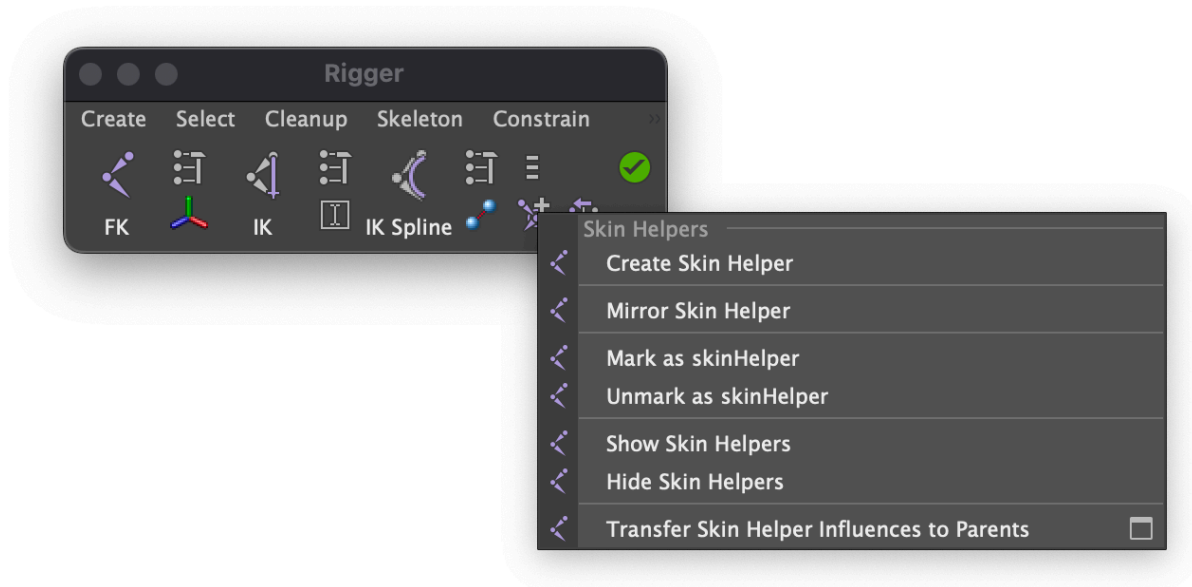 Rigger
Create Select Cleanup Skeleton Constrain »
FK IK IK Spline
Skin Helpers
Create Skin Helper
Mirror Skin Helper
Mark as skinHelper
Unmark as skinHelper
Show Skin Helpers
Hide Skin Helpers
Transfer Skin Helper Influences to Parents